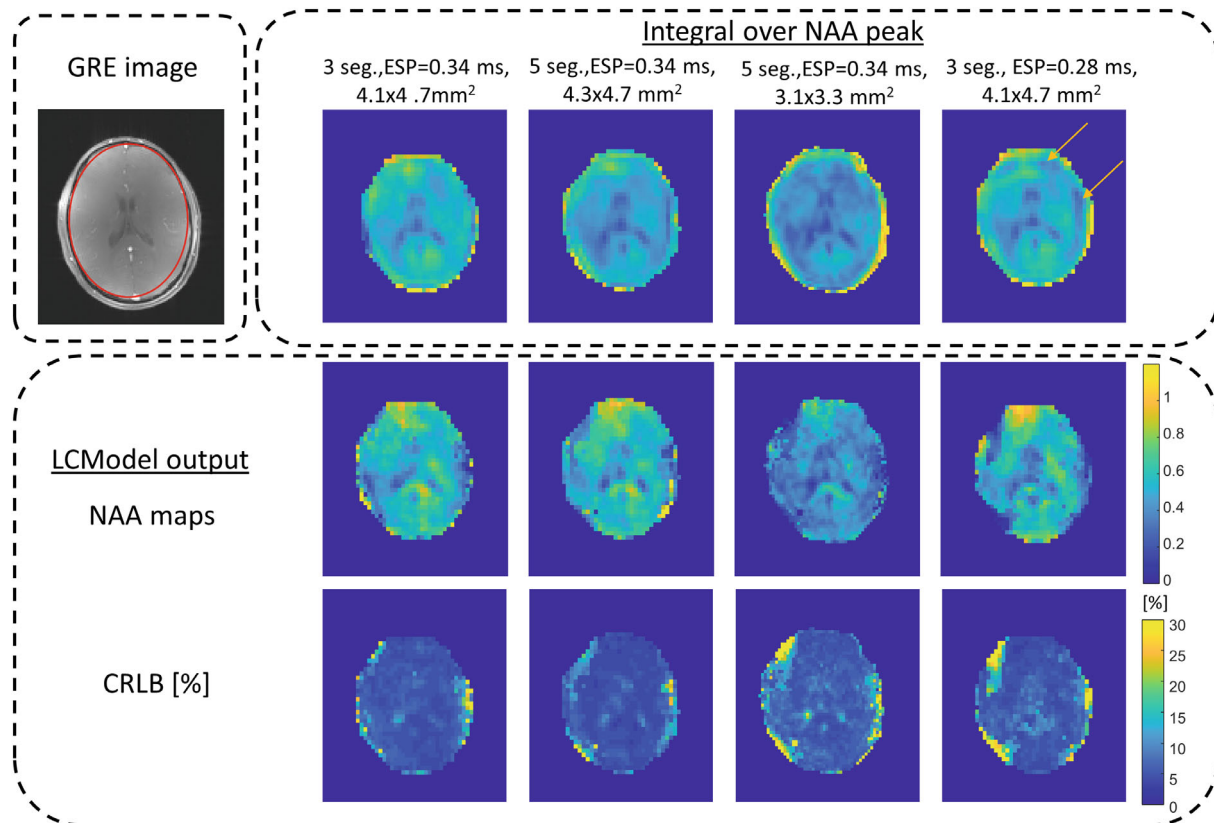 GRE image
Integral over NAA peak
3 seg.,ESP=0.34 ms,
4.1x4 .7mm²
5 seg.,ESP=0.34 ms,
4.3x4.7 mm²
5 seg.,ESP=0.34 ms,
3.1x3.3 mm²
3 seg., ESP=0.28 ms,
4.1x4.7 mm²
LCModel output
NAA maps
1
0.8
0.6
0.4
0.2
0
CRLB [%]
[%]
30
25
20
15
10
5
0